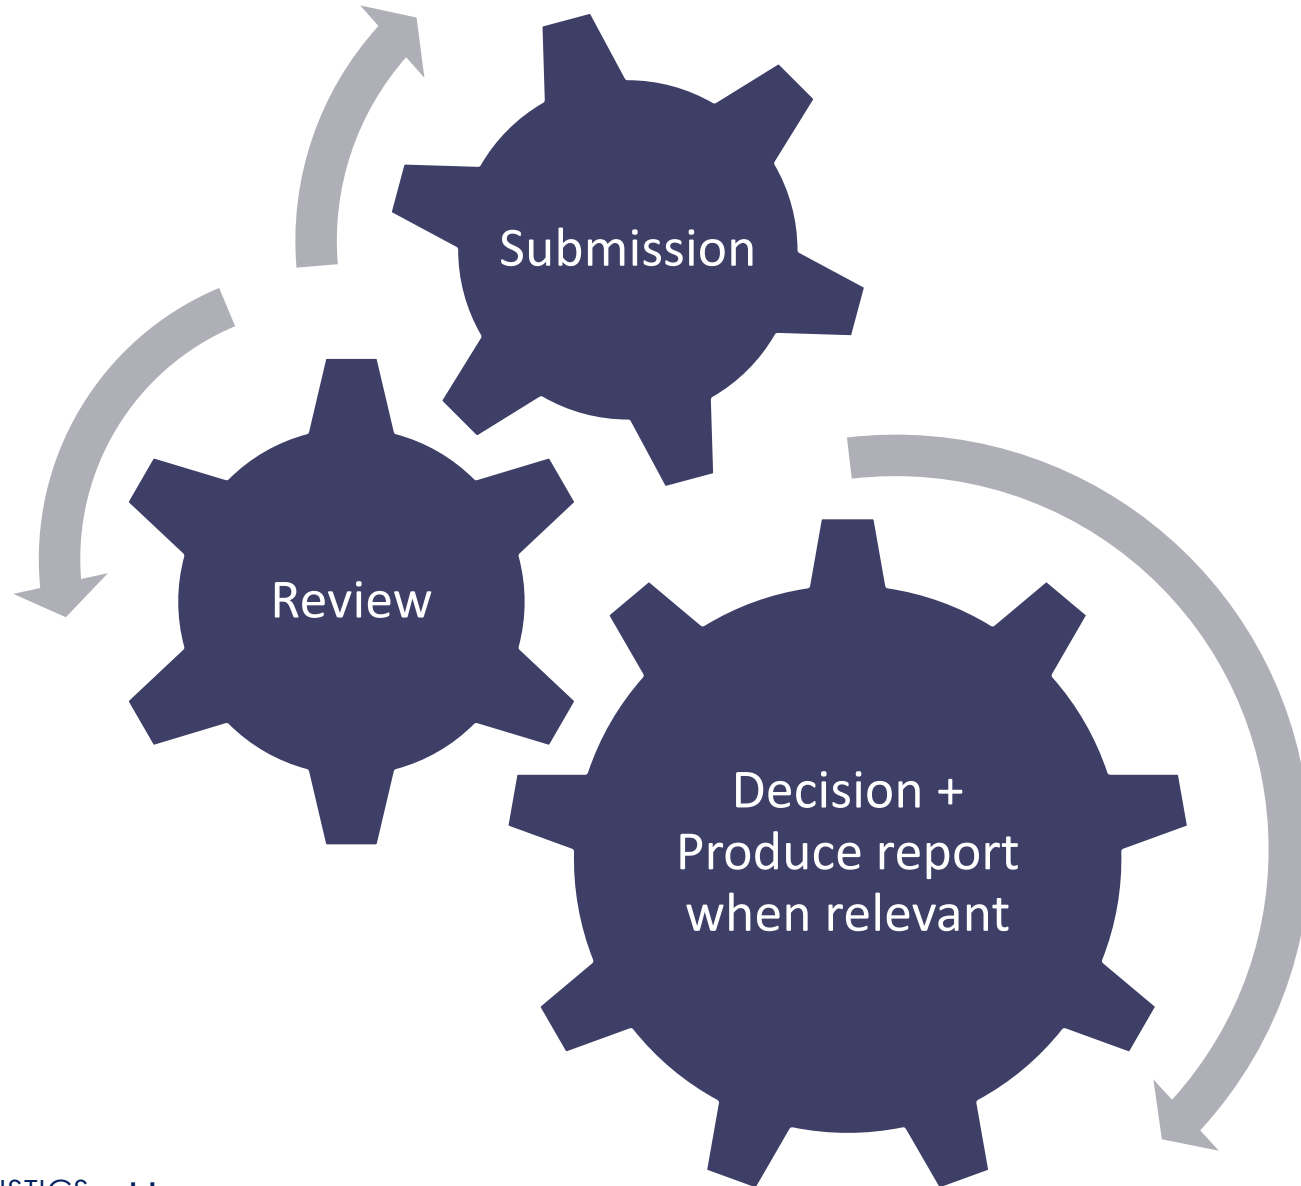 Submission
Review
Decision +
Produce report
when relevant